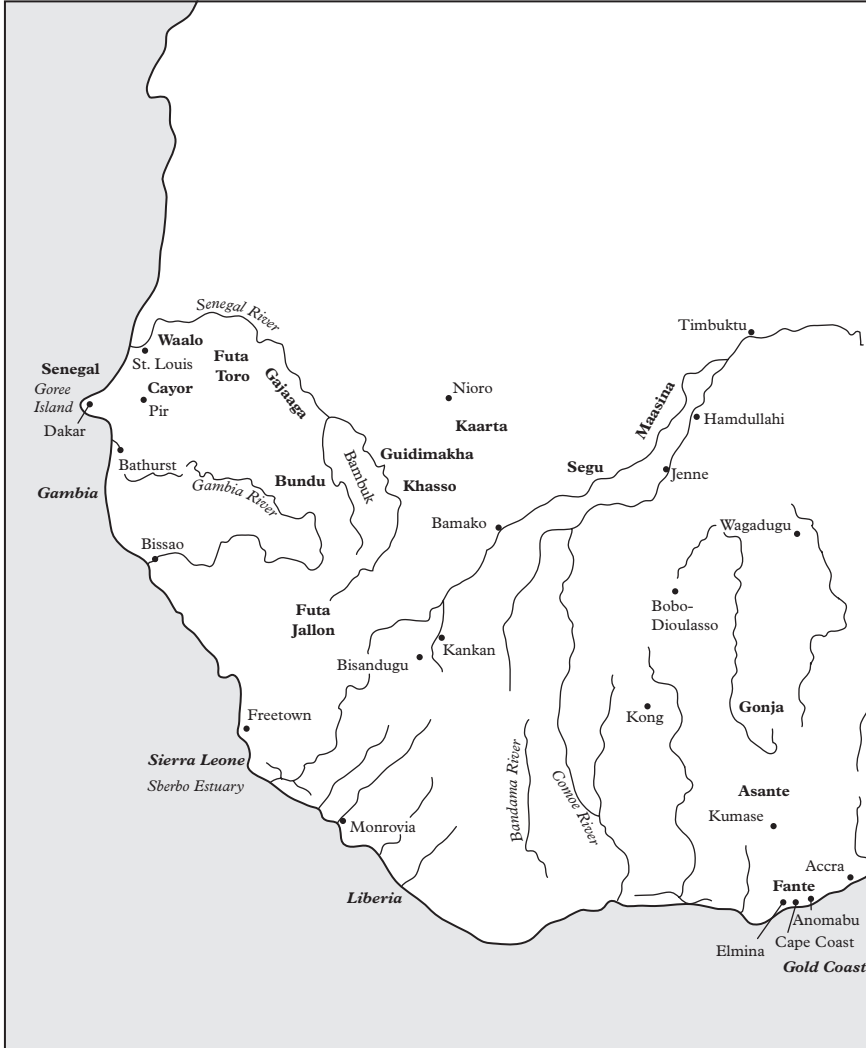 Senegal River
Timbuktu
Waalo
St. Louis
Futa
Toro
Senegal
Goree
Island
Gajaaga
Cayor
Pir
Nioro
Maasina
Hamdullahi
Dakar
Kaarta
Bathurst
Guidimakha
Bambuk
Segu
Jenne
Gambia
Gambia River
Bundu
Khasso
Bamako
Wagadugu
Bissao
Futa
Jallon
Bobo-
Dioulasso
Kankan
Bisandugu
Freetown
Kong
Gonja
Sierra Leone
Sberbo Estuary
Bandama River
Comoe River
Asante
Kumase
Monrovia
Accra
Fante
Liberia
Anomabu
Cape Coast
Elmina
Gold Coast